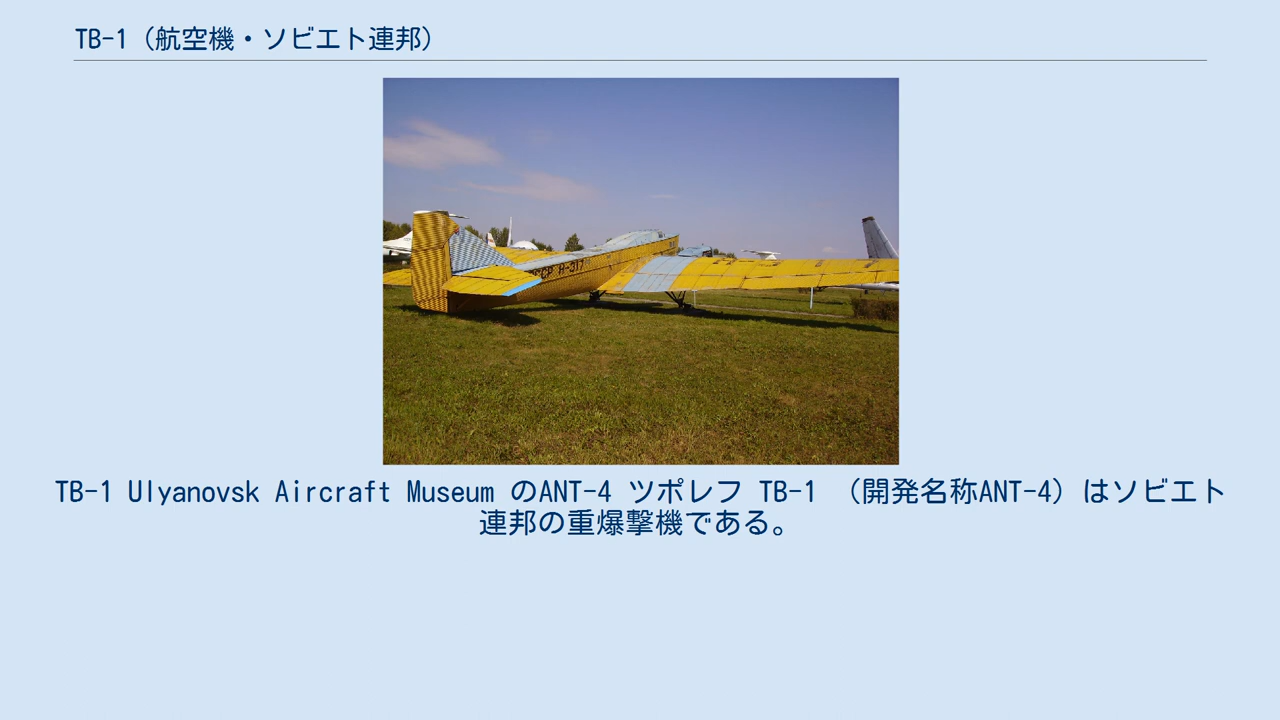 TB-1（航空機・ソビエト連邦）
СР Н-317
TB-1 Ulyanovsk Aircraft Museum のANT-4 ツポレフ TB-1 （開発名称ANT-4）はソビエト
連邦の重爆撃機である。